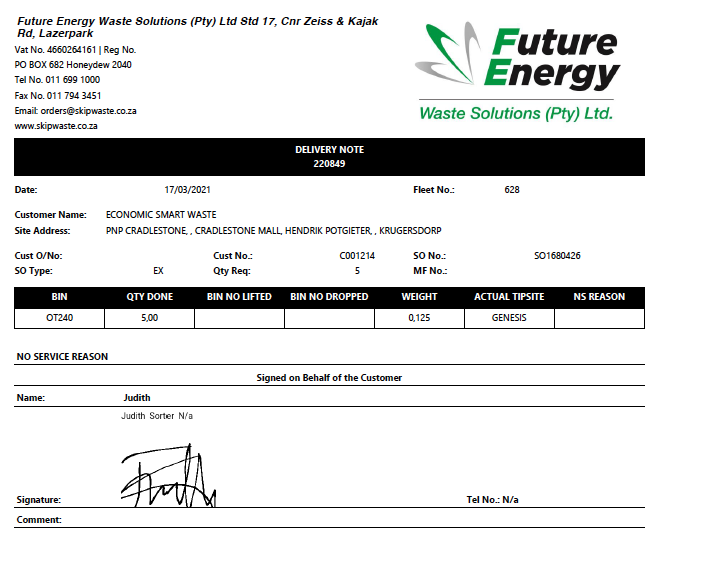 Future Energy Waste Solutions (Pty) Ltd Std 17, Cnr Zeiss & Kajak
Rd, Lazerpark
Vat No. 4660264161 | Reg No.
PO BOX 682 Honeydew 2040
Tel No. 011 699 1000
Fax No. 011 794 3451
Email: orders@skipwaste.co.za
www.skipwaste.co.za
Future
Energy
Waste Solutions (Pty) Ltd.
DELIVERY NOTE
220849
Date: 17/03/2021 Fleet No.: 628
Customer Name: ECONOMIC SMART WASTE
Site Address: PNP CRADLESTONE, , CRADLESTONE MALL, HENDRIK POTGIETER, , KRUGERSDORP
Cust O/No: Cust No.: C001214 SO No.: SO1680426
SO Type: EX Qty Req: 5 MF No.:
BIN QTY DONE BIN NO LIFTED BIN NO DROPPED WEIGHT ACTUAL TIPSITE NS REASON
OT240 5,00 0,125 GENESIS
NO SERVICE REASON
Signed on Behalf of the Customer
Name: Judith
Judith Sorter N/a
Signature: Tel No.: N/a
Comment: